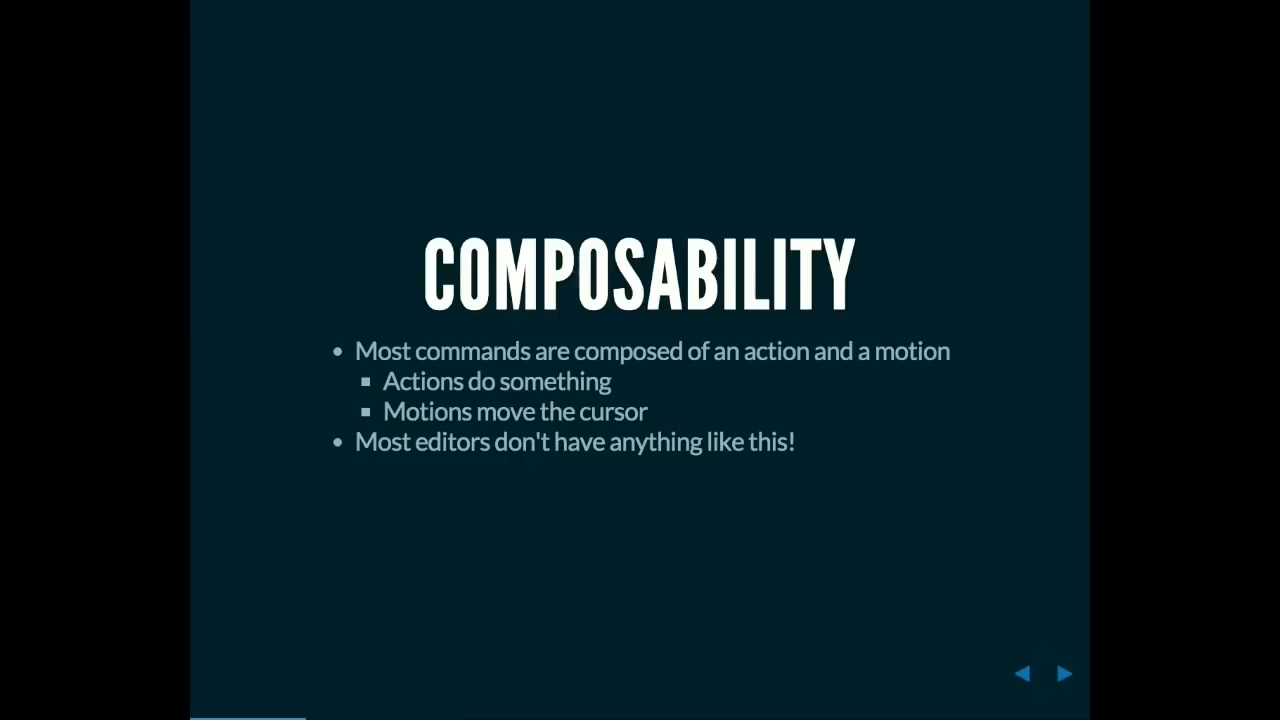 COMPOSABILITY
• Most commands are composed of an action and a motion
▪ Actions do something
▪ Motions move the cursor
• Most editors don't have anything like this!